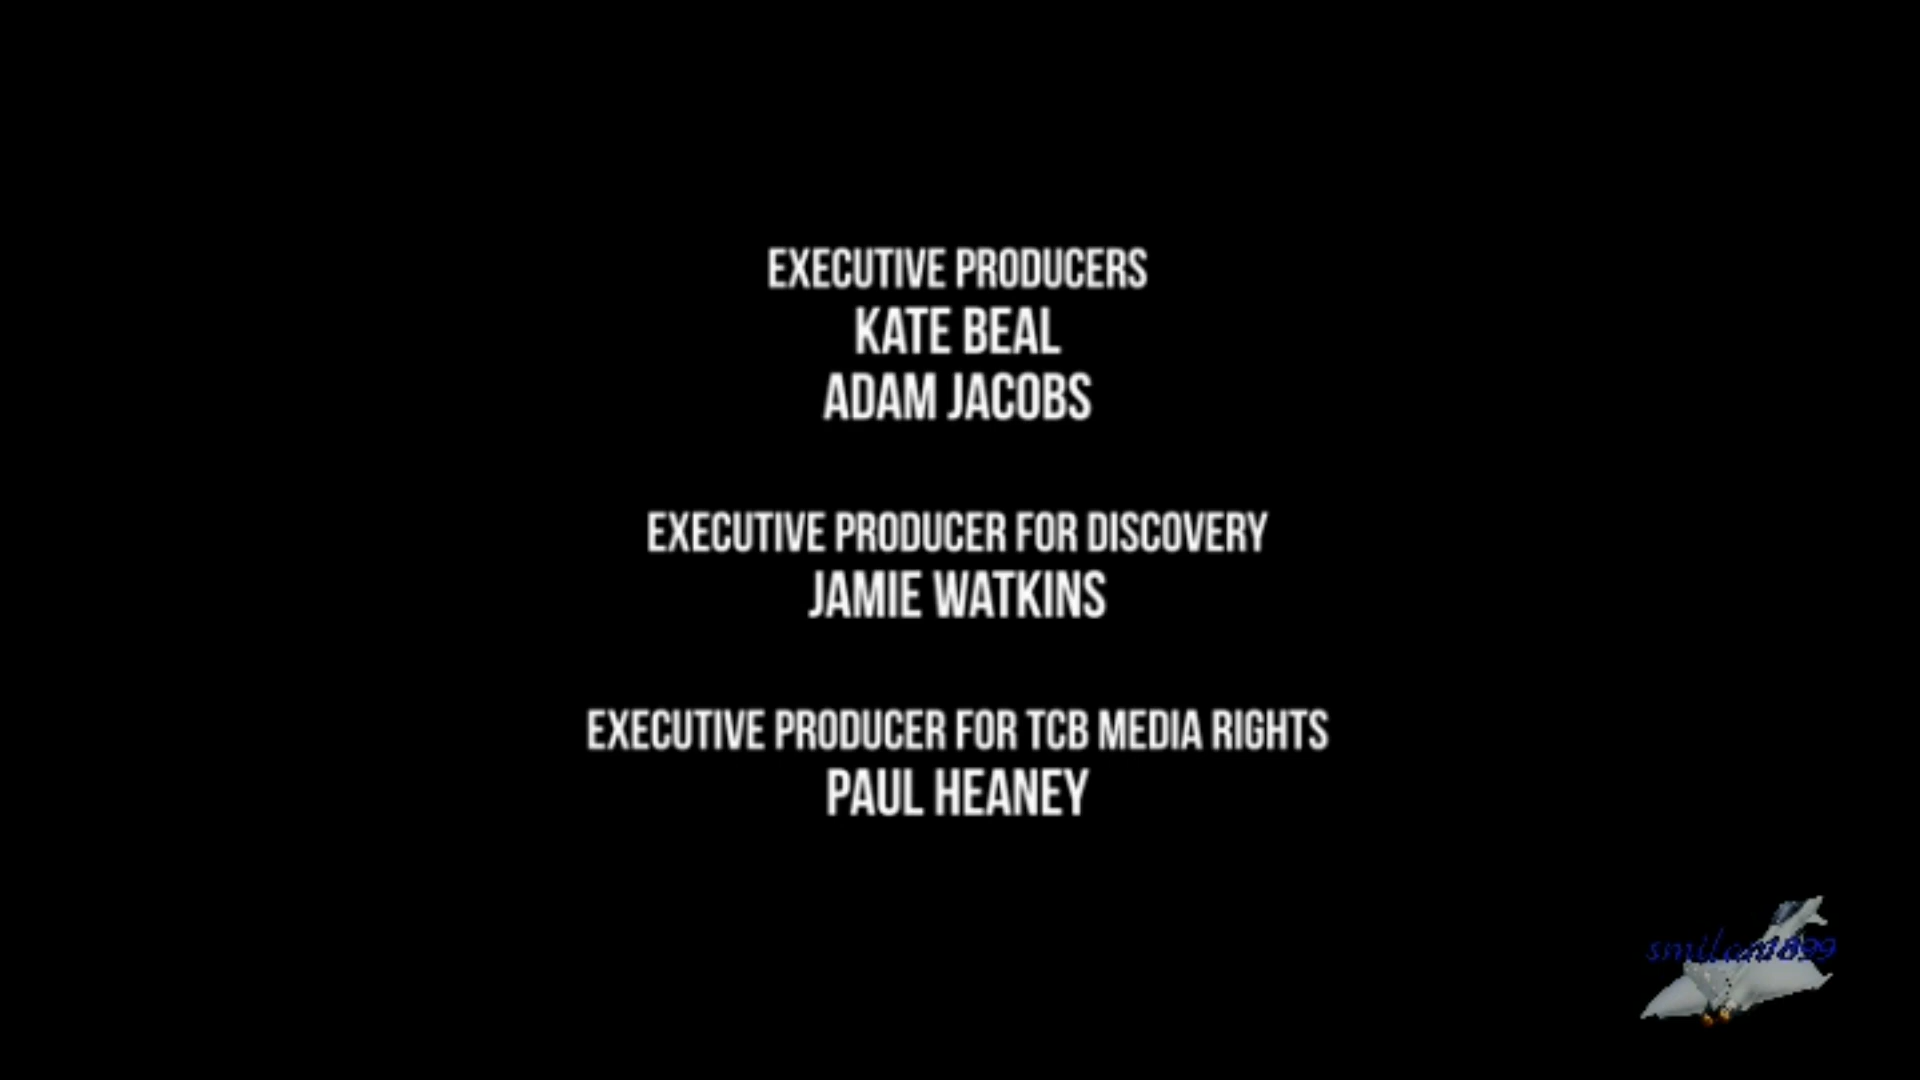 EXECUTIVE PRODUCERS
KATE BEAL
ADAM JACOBS
EXECUTIVE PRODUCER FOR DISCOVERY
JAMIE WATKINS
EXECUTIVE PRODUCER FOR TCB MEDIA RIGHTS
PAUL HEANEY
smilan1899